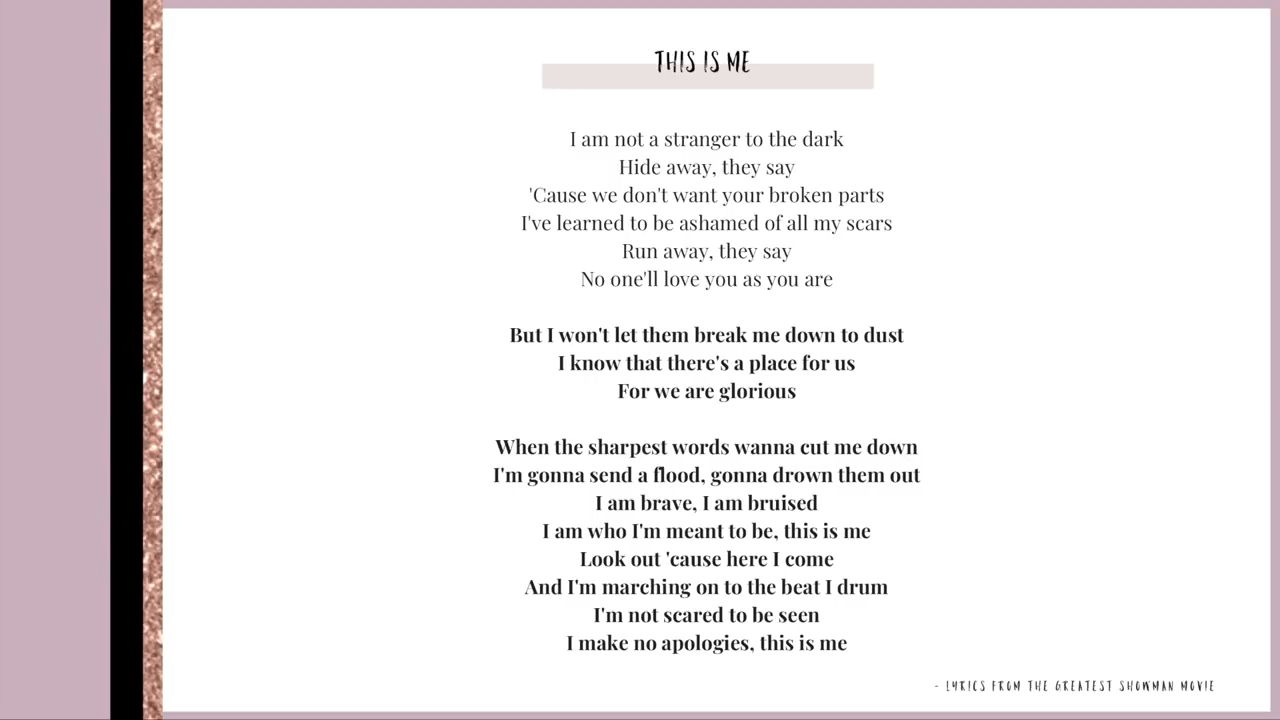 THIS IS ME
I am not a stranger to the dark
Hide away, they say
'Cause we don't want your broken parts
I've learned to be ashamed of all my scars
Run away, they say
No one'll love you as you are
But I won't let them break me down to dust
I know that there's a place for us
For we are glorious
When the sharpest words wanna cut me down
I'm gonna send a flood, gonna drown them out
I am brave, I am bruised
I am who I'm meant to be, this is me
Look out 'cause here I come
And I'm marching on to the beat I drum
I'm not scared to be seen
I make no apologies, this is me
- LYRICS FROM THE GREATEST SHOWMAN MOVIE